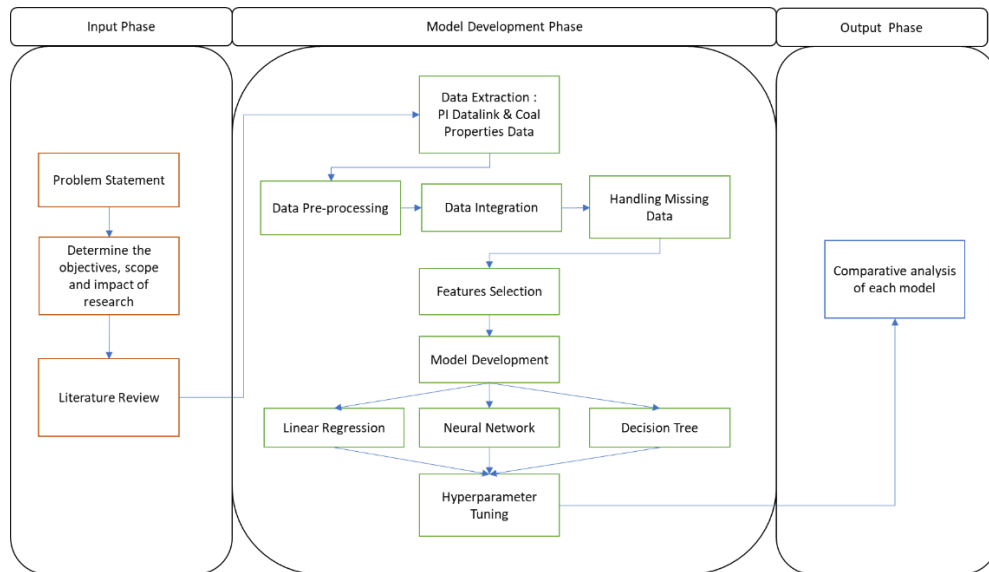 Input Phase
Model Development Phase
Output Phase
Problem Statement
Determine the
objectives, scope
and impact of
research
Literature Review
Data Extraction :
PI Datalink & Coal
Properties Data
Data Pre-processing
Data Integration
Handling Missing
Data
Features Selection
Model Development
Linear Regression
Neural Network
Decision Tree
Hyperparameter
Tuning
Comparative analysis
of each model